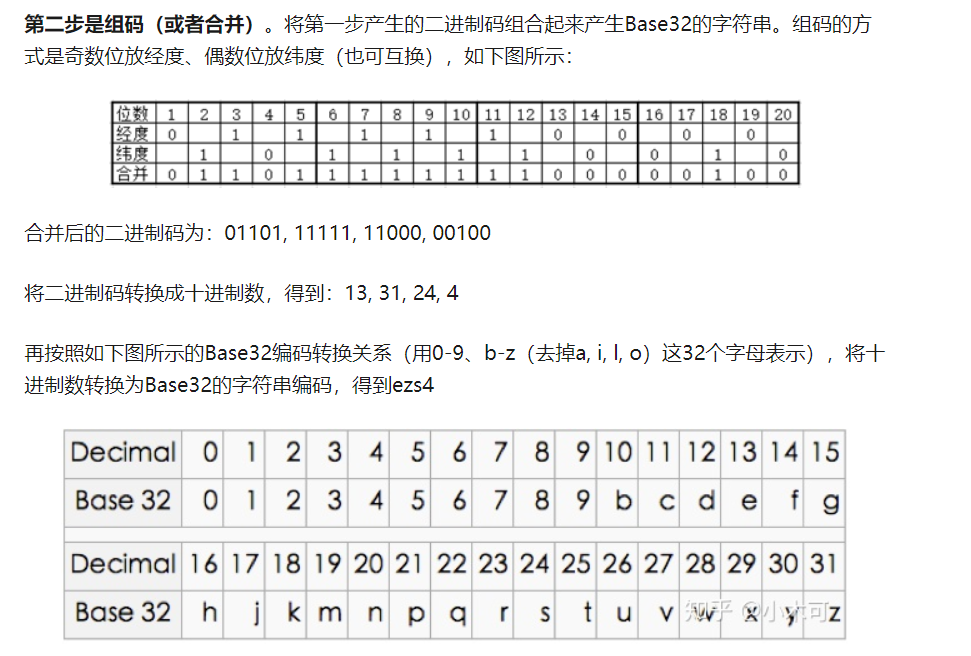 第二步是组码（或者合并）。将第一步产生的二进制码组合起来产生Base32的字符串。组码的方
式是奇数位放经度、偶数位放纬度（也可互换），如下图所示：
位数 1 2 3 4 5 6 7 8 9 10 11 12 13 14 15 16 17 18 19 20
经度 0 1 1 1 1 1 0 0 0 0
纬度 1 0 1 1 1 1 0 0 1 0
合并 0 1 1 0 1 1 1 1 1 1 1 1 0 0 0 0 0 1 0 0
合并后的二进制码为：01101, 11111, 11000, 00100
将二进制码转换成十进制数，得到：13, 31, 24, 4
再按照如下图所示的Base32编码转换关系（用0-9、b-z（去掉a, i, l, o）这32个字母表示），将十
进制数转换为Base32的字符串编码，得到ezs4
Decimal 0 1 2 3 4 5 6 7 8 9 10 11 12 13 14 15
Base 32 0 1 2 3 4 5 6 7 8 9 b c d e f g
Decimal 16 17 18 19 20 21 22 23 24 25 26 27 28 29 30 31
Base 32 h j k m n p q r s t u v w x y z
知乎 @小大可